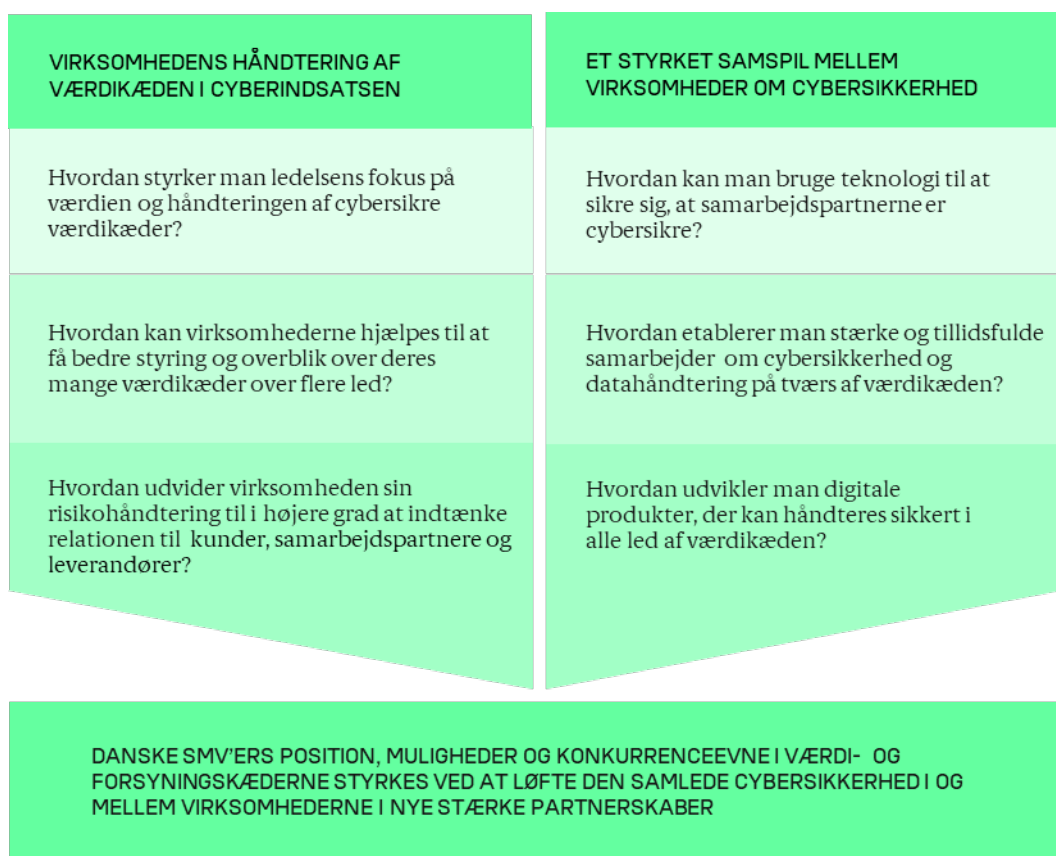 VIRKSOMHEDENS HÅNDTERING AF
VÆRDIKÆDEN I CYBERINDSATSEN
Hvordan styrker man ledelsens fokus på
værdien og håndteringen af cybersikre
værdikæder?
Hvordan kan virksomhederne hjælpes til at
få bedre styring og overblik over deres
mange værdikæder over flere led?
Hvordan udvider virksomheden sin
risikohåndtering til i højere grad at indtænke
relationen til kunder, samarbejdspartnere og
leverandører?
ET STYRKET SAMSPIL MELLEM
VIRKSOMHEDER OM CYBERSIKKERHED
Hvordan kan man bruge teknologi til at
sikre sig, at samarbejdspartnerne er
cybersikre?
Hvordan etablerer man stærke og tillidsfulde
samarbejder om cybersikkerhed og
datahåndtering på tværs af værdikæden?
Hvordan udvikler man digitale
produkter, der kan håndteres sikkert i
alle led af værdikæden?
DANSKE SMV'ERS POSITION, MULIGHEDER OG KONKURRENCEEVNE I VÆRDI- OG
FORSYNINGSKÆDERNE STYRKES VED AT LØFTE DEN SAMLEDE CYBERSIKKERHED I OG
MELLEM VIRKSOMHEDERNE I NYE STÆRKE PARTNERSKABER